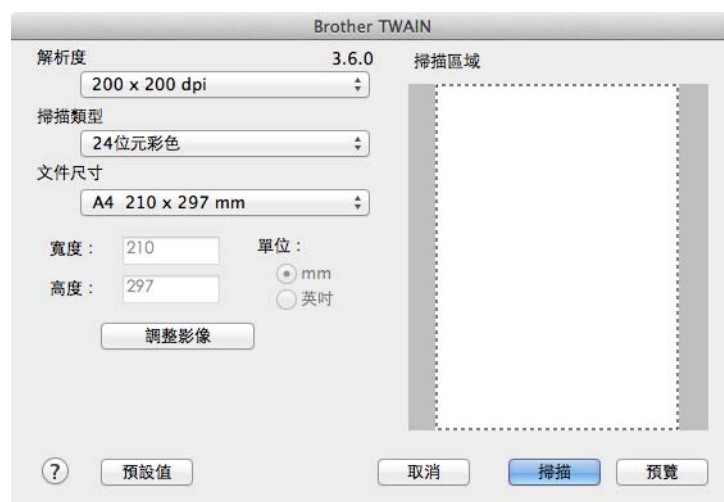 Brother TWAIN
解析度 3.6.0
200 x 200 dpi
掃描類型
24位元彩色
文件尺寸
A4 210 x 297 mm
寬度： 210
高度： 297
單位：
mm
英吋
調整影像
掃描區域
? 預設值 取消 掃描 預覽